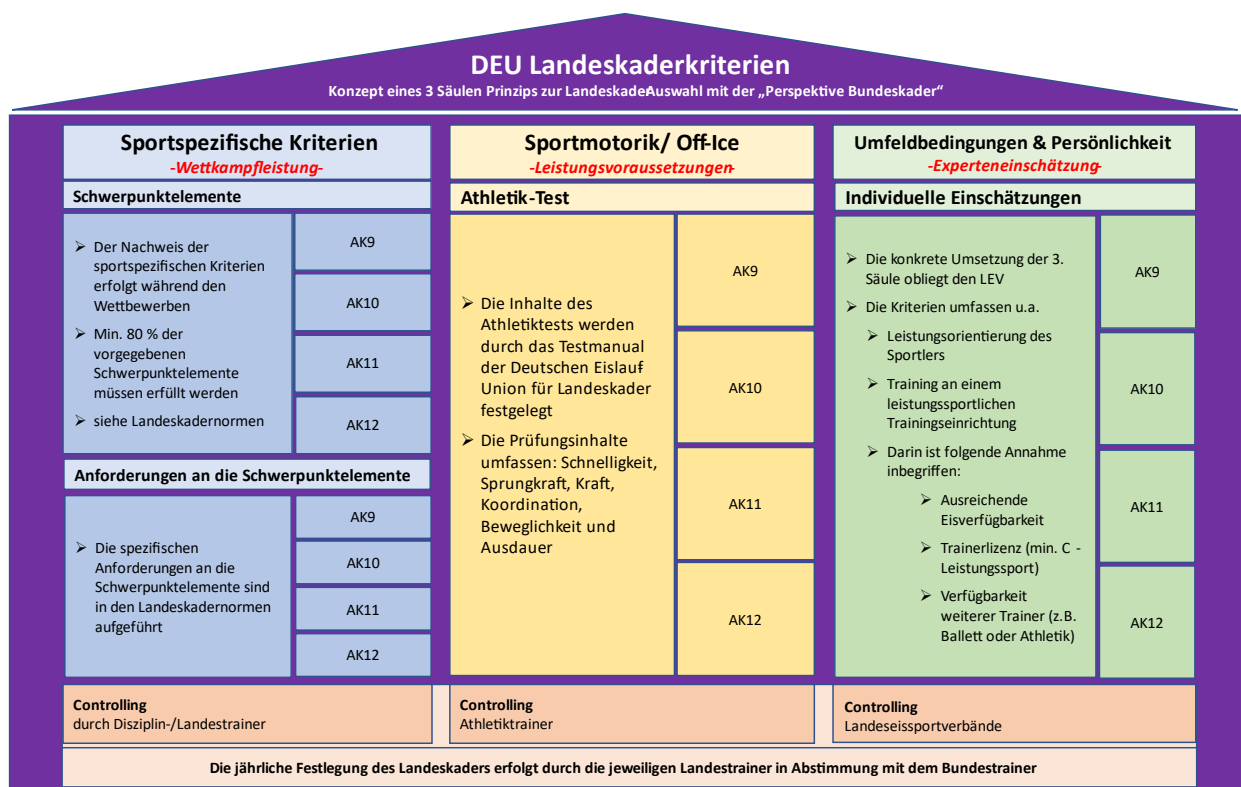 DEU Landeskaderkriterien
Konzept eines 3 Säulen Prinzips zur Landeskader-Auswahl mit der „Perspektive Bundeskader“
Sportspezifische Kriterien
-Wettkampfleistung-
Schwerpunktelemente
➢ Der Nachweis der
sportspezifischen Kriterien
erfolgt während den
Wettbewerben
➢ Min. 80 % der
vorgegebenen
Schwerpunktelemente
müssen erfüllt werden
➢ siehe Landeskadernormen
AK9
AK10
AK11
AK12
Anforderungen an die Schwerpunktelemente
➢ Die spezifischen
Anforderungen an die
Schwerpunktelemente sind
in den Landeskadernormen
aufgeführt
AK9
AK10
AK11
AK12
Controlling
durch Disziplin-/Landestrainer
Sportmotorik/ Off-Ice
-Leistungsvoraussetzungen-
Athletik-Test
➢ Die Inhalte des
Athletiktests werden
durch das Testmanual
der Deutschen Eislauf-
Union für Landeskader
festgelegt
➢ Die Prüfungsinhalte
umfassen: Schnelligkeit,
Sprungkraft, Kraft,
Koordination,
Beweglichkeit und
Ausdauer
AK9
AK10
AK11
AK12
Controlling
Athletiktrainer
Umfeldbedingungen & Persönlichkeit
-Experteneinschätzung-
Individuelle Einschätzungen
➢ Die konkrete Umsetzung der 3.
Säule obliegt den LEV
➢ Die Kriterien umfassen u.a.
➢ Leistungsorientierung des
Sportlers
➢ Training an einem
leistungssportlichen
Trainingseinrichtung
➢ Darin ist folgende Annahme
inbegriffen:
➢ Ausreichende
Eisverfügbarkeit
➢ Trainerlizenz (min. C -
Leistungssport)
➢ Verfügbarkeit
weiterer Trainer (z.B.
Ballett oder Athletik)
AK9
AK10
AK11
AK12
Controlling
Landeseissportverbände
Die jährliche Festlegung des Landeskaders erfolgt durch die jeweiligen Landestrainer in Abstimmung mit dem Bundestrainer